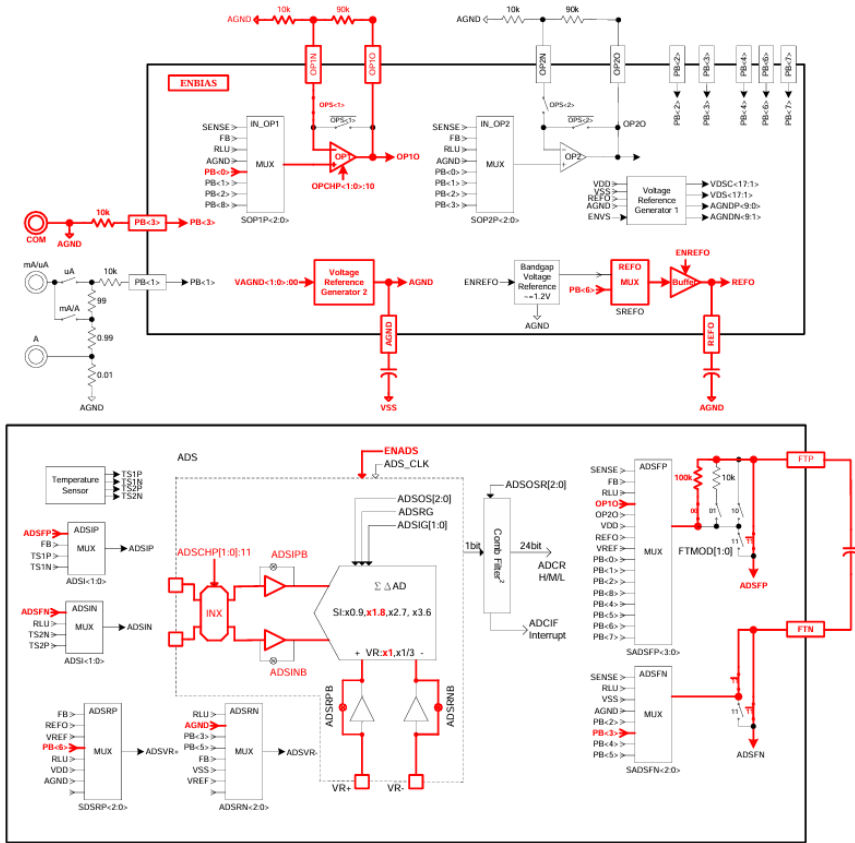 10k 90k
AGND
OP1N
OP1O
10k 90k
AGND
OP2N
OP2O
PB<2>
PB<3>
PB<4>
PB<6>
PB<7>
PB<2>
PB<3>
PB<4>
PB<6>
PB<7>
ENBIAS
OPS<1>
OPS<1>
IN_OP1
SENSE
FB
RLU
AGND
PB<0>
PB<1>
PB<2>
PB<8>
MUX
SOP1P<2:0>
OP1
OP1O
OPCHP<1:0>:10
OPS<2>
OPS<2>
OP2O
IN_OP2
SENSE
FB
RLU
AGND
PB<0>
PB<1>
PB<2>
PB<3>
MUX
SOP2P<2:0>
OP2
VDD
VSS
REFO
AGND
ENVS
Voltage
Reference
Generator 1
VDSC<17:1>
VDS<17:1>
AGNDP<9:0>
AGNDN<9:1>
COM
AGND
10k
PB<3>
PB<3>
mA/uA
uA
10k
PB<1>
PB<1>
mA/A
99
0.99
A
0.01
AGND
VAGND<1:0>:00
Voltage
Reference
Generator 2
AGND
AGND
VSS
ENREFO
Bandgap
Voltage
Reference
~=1.2V
AGND
PB<6>
REFO
MUX
SREFO
ENREFO
Buffer
REFO
REFO
AGND
Temperature
Sensor
TS1P
TS1N
TS2P
TS2N
ADSFP
FB
TS1P
TS1N
ADSIP
MUX
ADSI<1:0>
ADSIP
ADSFN
RLU
TS2N
TS2P
ADSIN
MUX
ADSI<1:0>
ADSIN
FB
REFO
VREF
PB<6>
RLU
VDD
AGND
ADSRP
MUX
SDSRP<2:0>
ADSVR+
RLU
AGND
PB<3>
PB<5>
FB
VSS
VREF
ADSRN
MUX
ADSRN<2:0>
ADSVR-
ADS
ENADS
ADS_CLK
ADSOS[2:0]
ADSRG
ADSIG[1:0]
ADSCHP[1:0]:11
INX
ADSIPB
ADSINB
ΣΔAD
SI:x0.9,x1.8,x2.7, x3.6
+ VR:x1,x1/3 -
ADSRPB
ADSRNB
VR+
VR-
1bit
ADSOSR[2:0]
Comb Filter²
24bit
ADCR
H/M/L
ADCIF
Interrupt
SENSE
FB
RLU
OP1O
OP2O
VDD
REFO
VREF
PB<0>
PB<1>
PB<2>
PB<8>
PB<4>
PB<5>
PB<6>
PB<7>
ADSFP
MUX
SADSFP<3:0>
100k
10k
00
01
10
11
11
FTMOD[1:0]
ADSFP
FTP
FTN
SENSE
RLU
VSS
AGND
PB<2>
PB<3>
PB<4>
PB<5>
ADSFN
MUX
SADSFN<2:0>
11
11
11
ADSFN